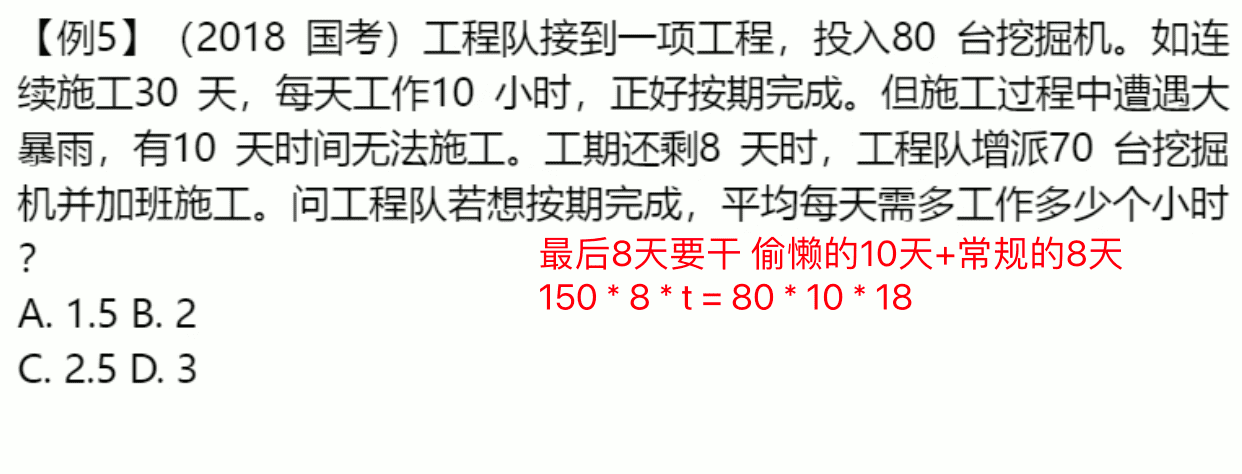 【例5】（2018 国考）工程队接到一项工程，投入80 台挖掘机。如连
续施工30 天，每天工作10 小时，正好按期完成。但施工过程中遭遇大
暴雨，有10 天时间无法施工。工期还剩8 天时，工程队增派70 台挖掘
机并加班施工。问工程队若想按期完成，平均每天需多工作多少个小时
？
最后8天要干 偷懒的10天+常规的8天
150 * 8 * t = 80 * 10 * 18
A. 1.5 B. 2
C. 2.5 D. 3